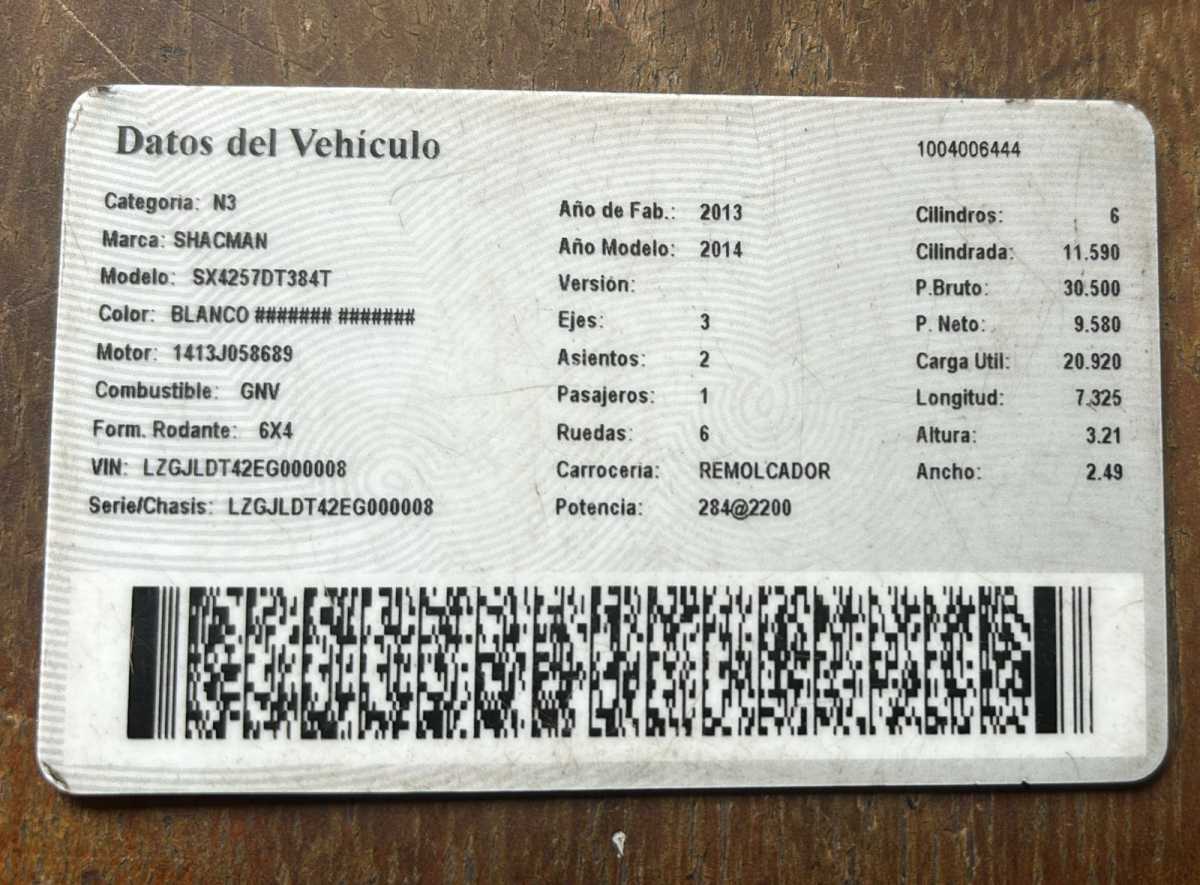 Datos del Vehículo
1004006444
Categoria: N3
Marca: SHACMAN
Modelo: SX4257DT384T
Color: BLANCO ####### #######
Motor: 1413J058689
Combustible: GNV
Form. Rodante: 6X4
VIN: LZGJLDT42EG000008
Serie/Chasis: LZGJLDT42EG000008
Año de Fab.: 2013
Año Modelo: 2014
Versión:
Ejes: 3
Asientos: 2
Pasajeros: 1
Ruedas: 6
Carroceria: REMOLCADOR
Potencia: 284@2200
Cilindros: 6
Cilindrada: 11.590
P.Bruto: 30.500
P. Neto: 9.580
Carga Util: 20.920
Longitud: 7.325
Altura: 3.21
Ancho: 2.49